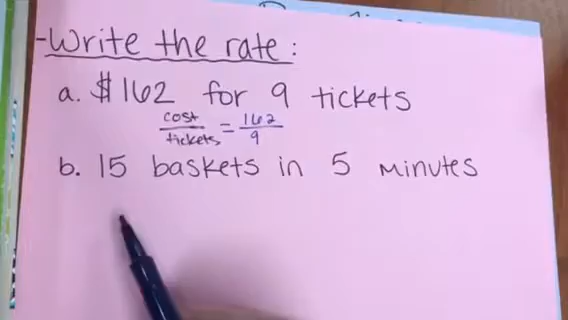 -Write the rate:
a. $162 for 9 tickets
cost/tickets = 162/9
b. 15 baskets in 5 minutes